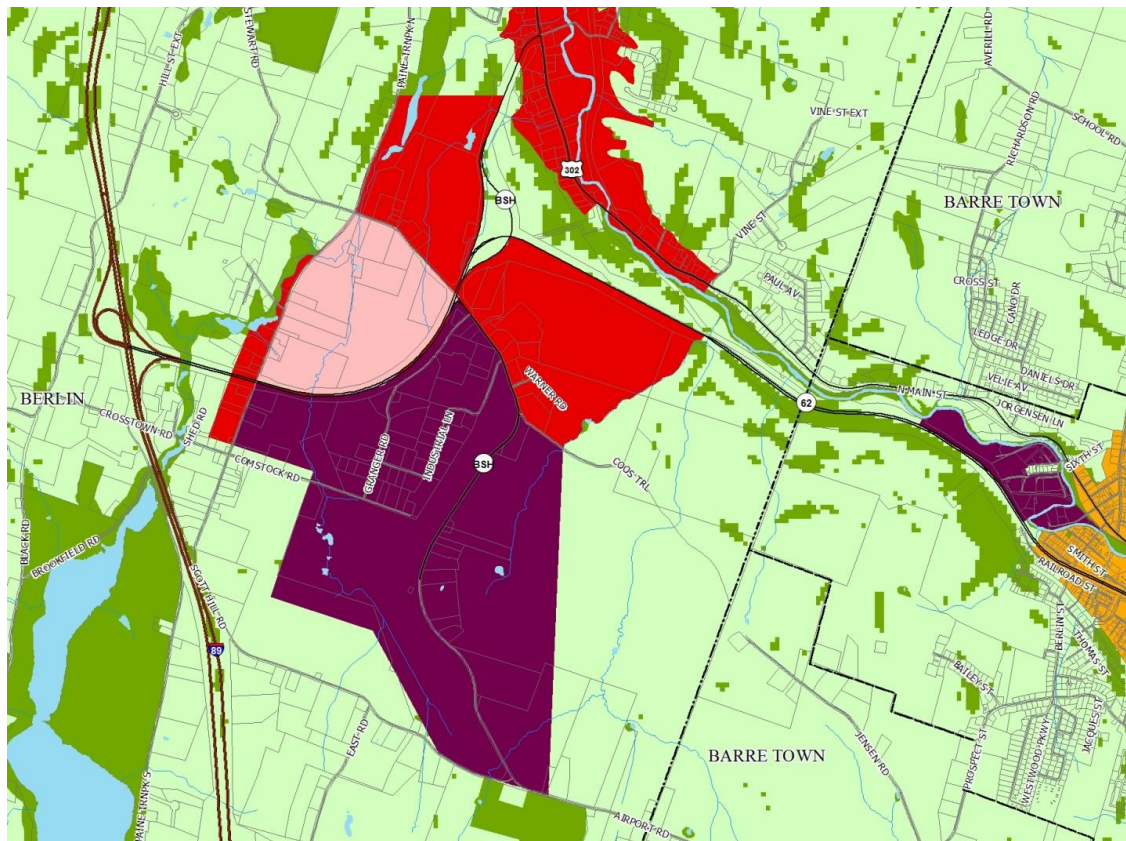 STEWART RD
HILL ST EXT
PAINE TRNPK N
AVERILL RD
SCHOOL RD
RICHARDSON RD
VINE ST EXT
302
BSH
BARRE TOWN
VINE ST
PAUL AV
CROSS ST
CANO DR
LEDGE DR
DANIELS DR
VELIE AV
JORGENSEN LN
N MAIN ST
62
SIXTH ST
BERLIN
CROSSTOWN RD
SHED RD
WARNER RD
COMSTOCK RD
GRANGER RD
INDUSTRIAL LN
BSH
COOS TRL
BLACK RD
BROOKFIELD RD
SCOTT HILL RD
89
SMITH ST
RAILROAD ST
BERLIN ST
THOMAS ST
BAILEY ST
JACQUES ST
WESTWOOD PKWY
PROSPECT ST
JENSEN RD
BARRE TOWN
EAST RD
AIRPORT RD
PAINE TRNPK S